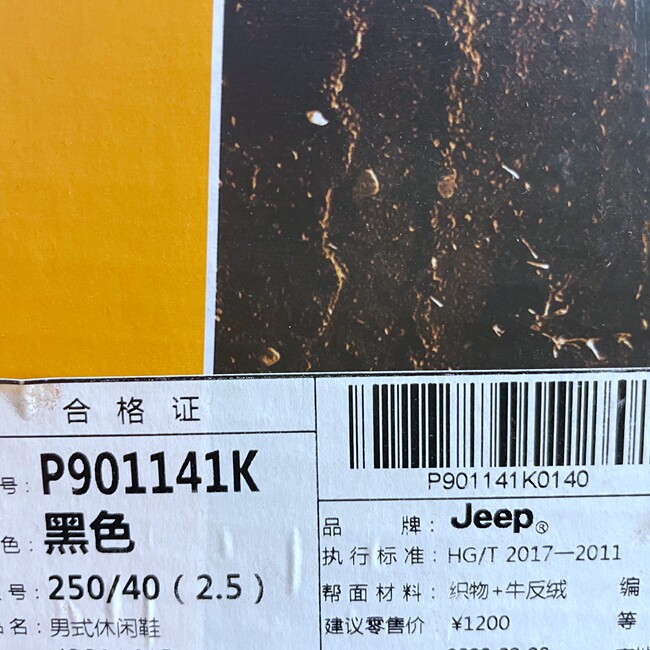 合格证
号：P901141K
色：黑色
号：250/40（2.5）
名：男式休闲鞋
P901141K0140
品 牌：Jeep®
执行标准：HG/T 2017—2011
帮面材料：织物+牛反绒 编
建议零售价 ¥1200 等